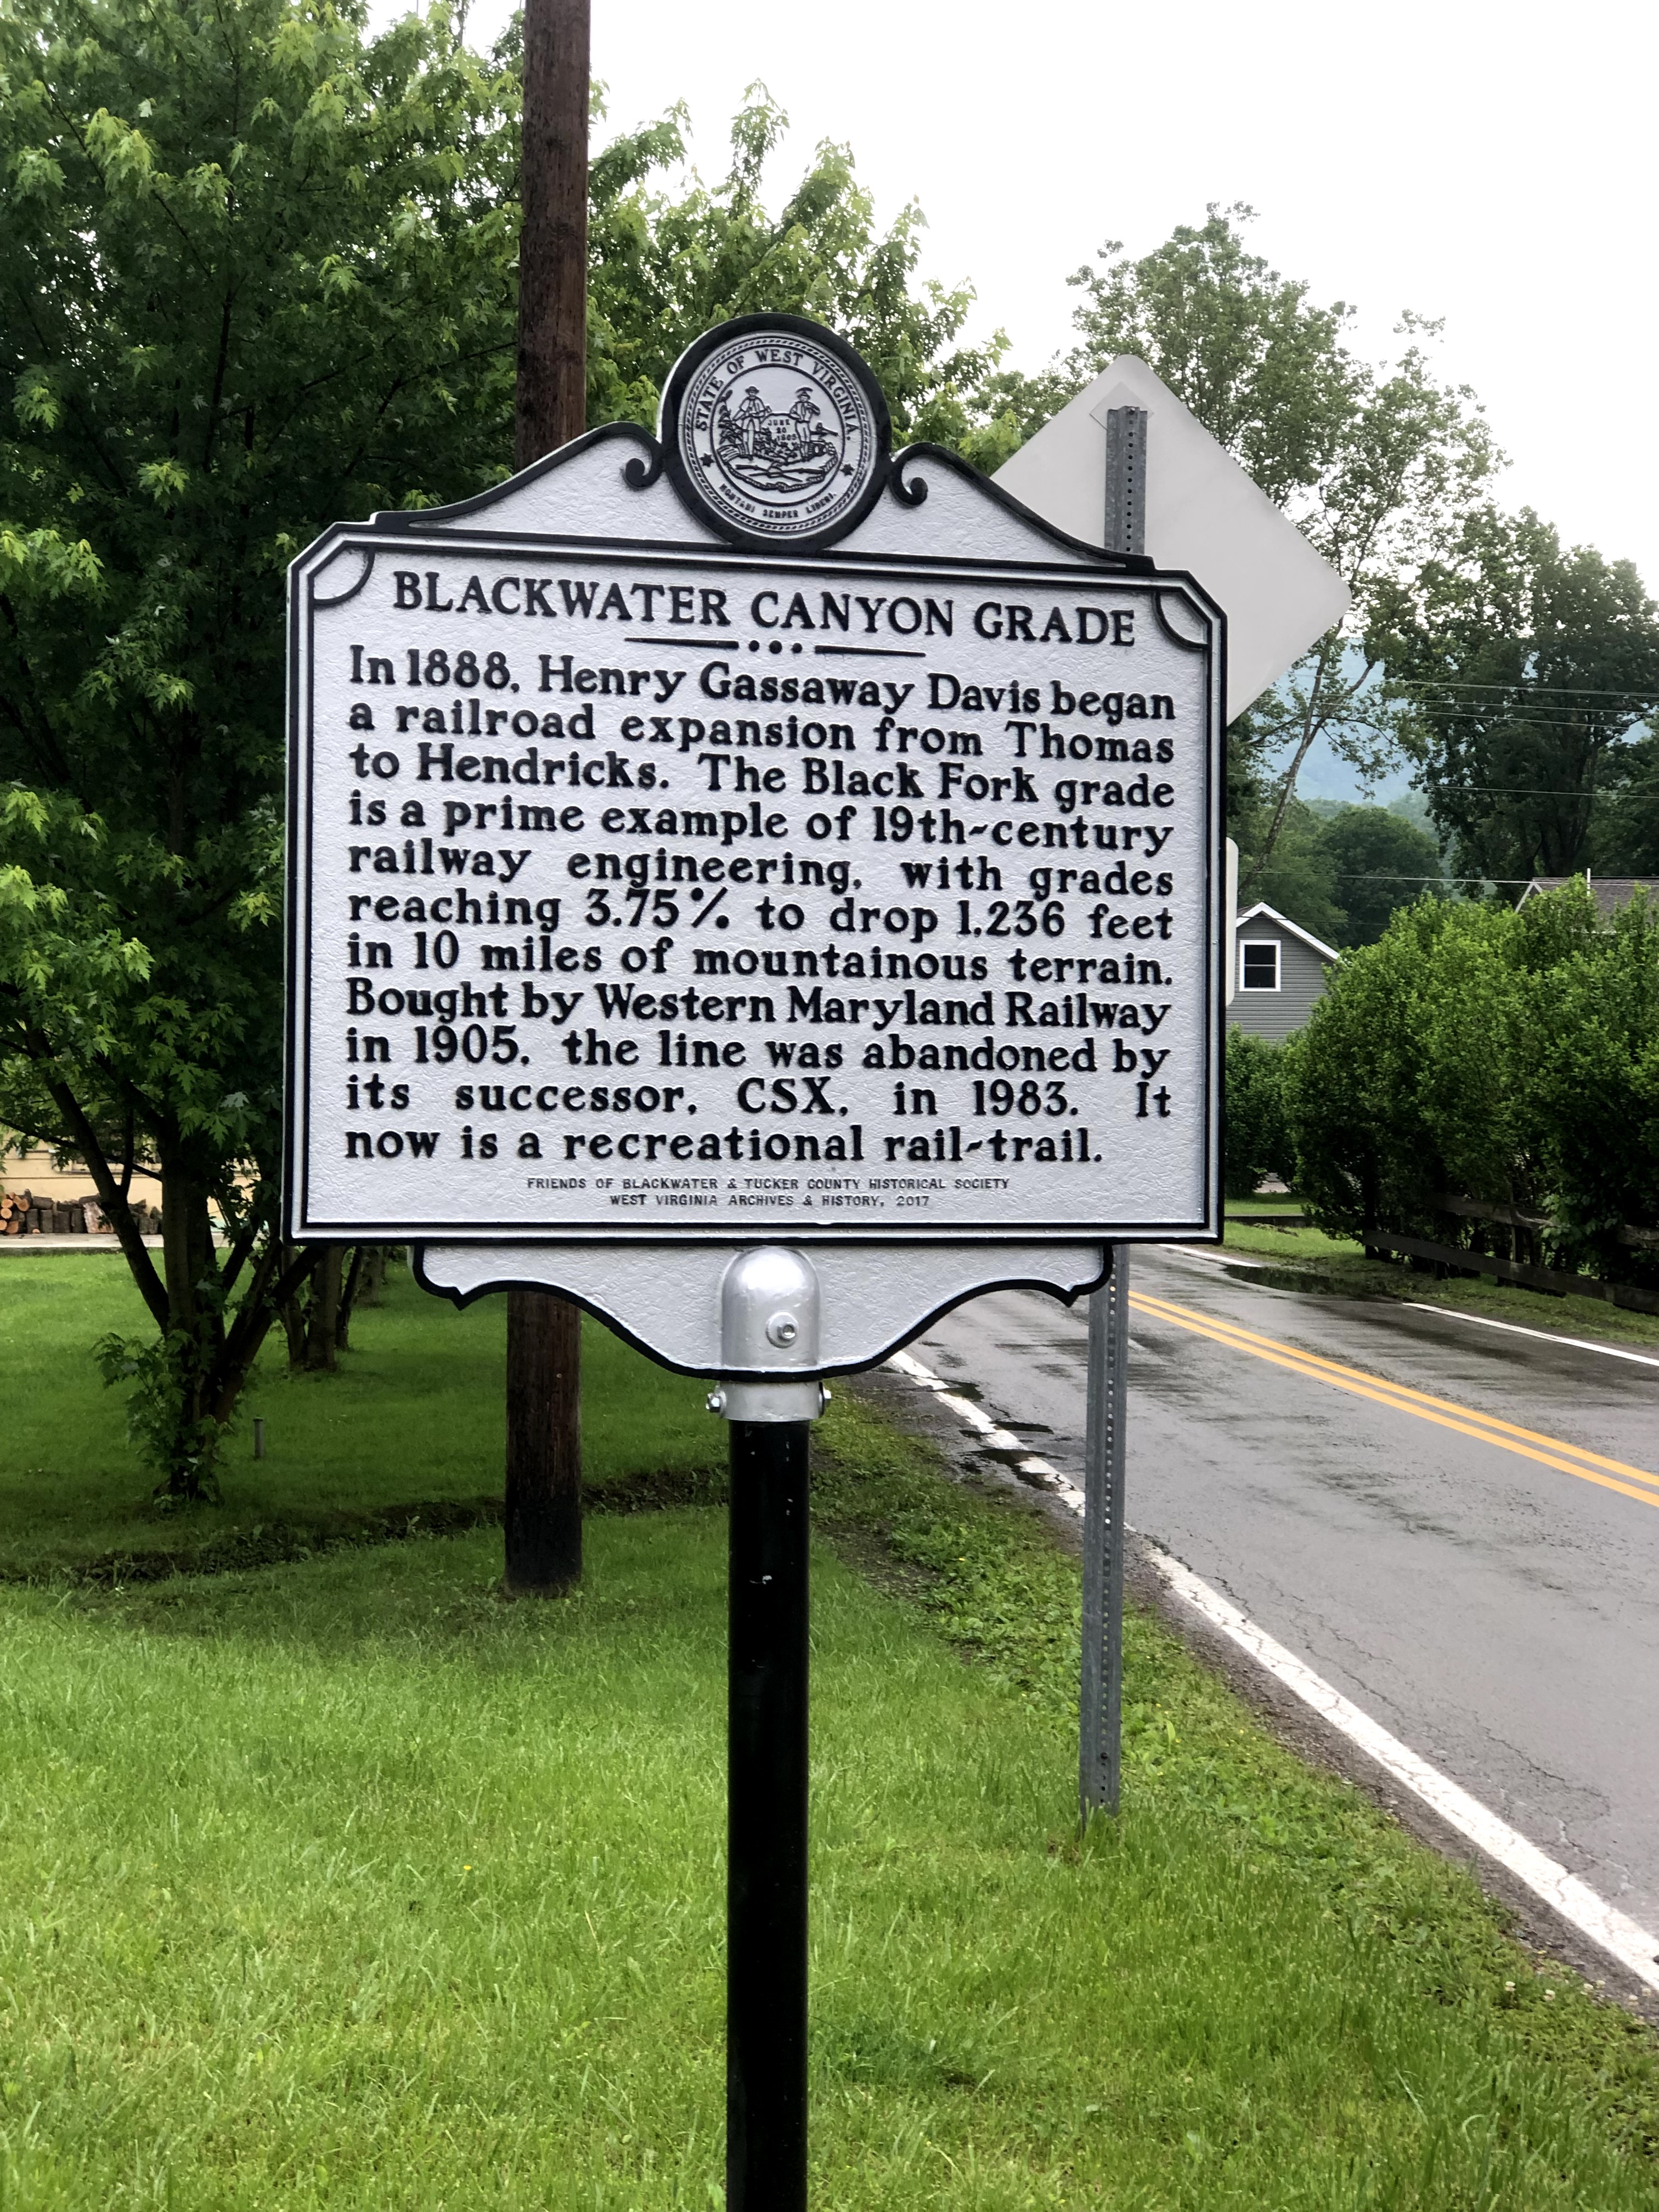 STATE OF WEST VIRGINIA.
JUNE
20
1863
MONTANI SEMPER LIBERI.
BLACKWATER CANYON GRADE
In 1888, Henry Gassaway Davis began
a railroad expansion from Thomas
to Hendricks. The Black Fork grade
is a prime example of 19th-century
railway engineering, with grades
reaching 3.75% to drop 1,236 feet
in 10 miles of mountainous terrain.
Bought by Western Maryland Railway
in 1905, the line was abandoned by
its successor, CSX, in 1983. It
now is a recreational rail-trail.
FRIENDS OF BLACKWATER & TUCKER COUNTY HISTORICAL SOCIETY
WEST VIRGINIA ARCHIVES & HISTORY, 2017